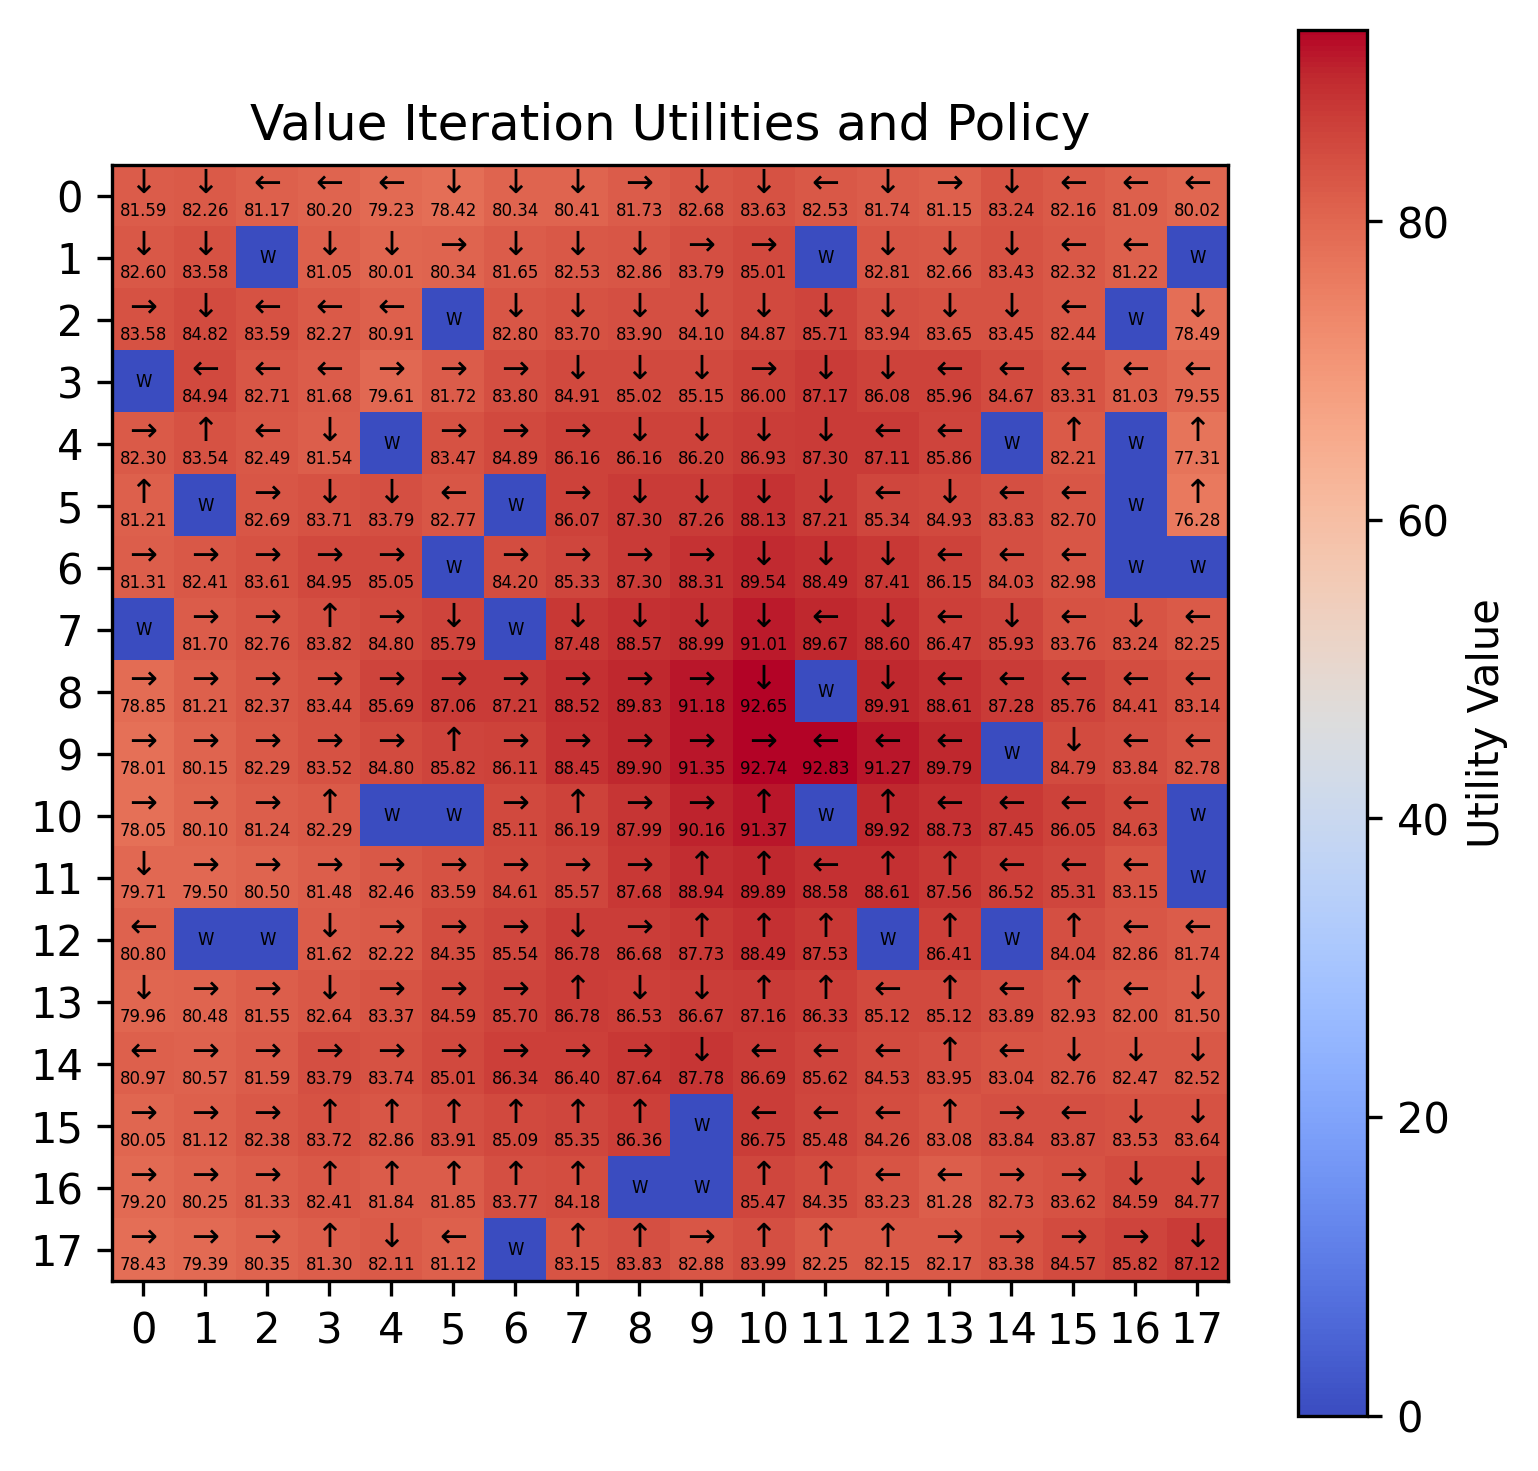 Value Iteration Utilities and Policy
0 ↓ ↓ ← ← ← ↓ ↓ ↓ → ↓ ↓ ← ↓ → ↓ ← ← ←
81.59 82.26 81.17 80.20 79.23 78.42 80.34 80.41 81.73 82.68 83.63 82.53 81.74 81.15 83.24 82.16 81.09 80.02
1 ↓ ↓ W ↓ ↓ → ↓ ↓ ↓ → → W ↓ ↓ ↓ ← ← W
82.60 83.58 81.05 80.01 80.34 81.65 82.53 82.86 83.79 85.01 82.81 82.66 83.43 82.32 81.22
2 → ↓ ← ← ← W ↓ ↓ ↓ ↓ ↓ ↓ ↓ ↓ ↓ ← W ↓
83.58 84.82 83.59 82.27 80.91 82.80 83.70 83.90 84.10 84.87 85.71 83.94 83.65 83.45 82.44 78.49
3 W ← ← ← → → → ↓ ↓ ↓ → ↓ ↓ ← ← ← ← ←
84.94 82.71 81.68 79.61 81.72 83.80 84.91 85.02 85.15 86.00 87.17 86.08 85.96 84.67 83.31 81.03 79.55
4 → ↑ ← ↓ W → → → ↓ ↓ ↓ ↓ ← ← W ↑ W ↑
82.30 83.54 82.49 81.54 83.47 84.89 86.16 86.16 86.20 86.93 87.30 87.11 85.86 82.21 77.31
5 ↑ W → ↓ ↓ ← W → ↓ ↓ ↓ ↓ ← ↓ ← ← W ↑
81.21 82.69 83.71 83.79 82.77 86.07 87.30 87.26 88.13 87.21 85.34 84.93 83.83 82.70 76.28
6 → → → → → W → → → → ↓ ↓ ↓ ← ← ← W W
81.31 82.41 83.61 84.95 85.05 84.20 85.33 87.30 88.31 89.54 88.49 87.41 86.15 84.03 82.98
7 W → → ↑ → ↓ W ↓ ↓ ↓ ↓ ← ↓ ← ↓ ← ↓ ←
81.70 82.76 83.82 84.80 85.79 87.48 88.57 88.99 91.01 89.67 88.60 86.47 85.93 83.76 83.24 82.25
8 → → → → → → → → → → ↓ W ↓ ← ← ← ← ←
78.85 81.21 82.37 83.44 85.69 87.06 87.21 88.52 89.83 91.18 92.65 89.91 88.61 87.28 85.76 84.41 83.14
9 → → → → → ↑ → → → → → ← ← ← W ↓ ← ←
78.01 80.15 82.29 83.52 84.80 85.82 86.11 88.45 89.90 91.35 92.74 92.83 91.27 89.79 84.79 83.84 82.78
10 → → → ↑ W W → ↑ → → ↑ W ↑ ← ← ← ← W
78.05 80.10 81.24 82.29 85.11 86.19 87.99 90.16 91.37 89.92 88.73 87.45 86.05 84.63
11 ↓ → → → → → → → → ↑ ↑ ← ↑ ↑ ← ← ← W
79.71 79.50 80.50 81.48 82.46 83.59 84.61 85.57 87.68 88.94 89.89 88.58 88.61 87.56 86.52 85.31 83.15
12 ← W W ↓ → → → ↓ → ↑ ↑ ↑ W ↑ W ↑ ← ←
80.80 81.62 82.22 84.35 85.54 86.78 86.68 87.73 88.49 87.53 86.41 84.04 82.86 81.74
13 ↓ → → ↓ → → → ↑ ↓ ↓ ↑ ↑ ← ↑ ← ↑ ← ↓
79.96 80.48 81.55 82.64 83.37 84.59 85.70 86.78 86.53 86.67 87.16 86.33 85.12 85.12 83.89 82.93 82.00 81.50
14 ← → → → → → → → → ↓ ← ← ← ↑ ← ↓ ↓ ↓
80.97 80.57 81.59 83.79 83.74 85.01 86.34 86.40 87.64 87.78 86.69 85.62 84.53 83.95 83.04 82.76 82.47 82.52
15 → → → ↑ ↑ ↑ ↑ ↑ ↑ W ← ← ← ↑ → ← ↓ ↓
80.05 81.12 82.38 83.72 82.86 83.91 85.09 85.35 86.36 86.75 85.48 84.26 83.08 83.84 83.87 83.53 83.64
16 → → → ↑ ↑ ↑ ↑ ↑ W W ↑ ↑ ← ← → → ↓ ↓
79.20 80.25 81.33 82.41 81.84 81.85 83.77 84.18 85.47 84.35 83.23 81.28 82.73 83.62 84.59 84.77
17 → → → ↑ ↓ ← W ↑ ↑ → ↑ ↑ ↑ → → → → ↓
78.43 79.39 80.35 81.30 82.11 81.12 83.15 83.83 82.88 83.99 82.25 82.15 82.17 83.38 84.57 85.82 87.12
0 1 2 3 4 5 6 7 8 9 10 11 12 13 14 15 16 17
80
60
40
20
0
Utility Value